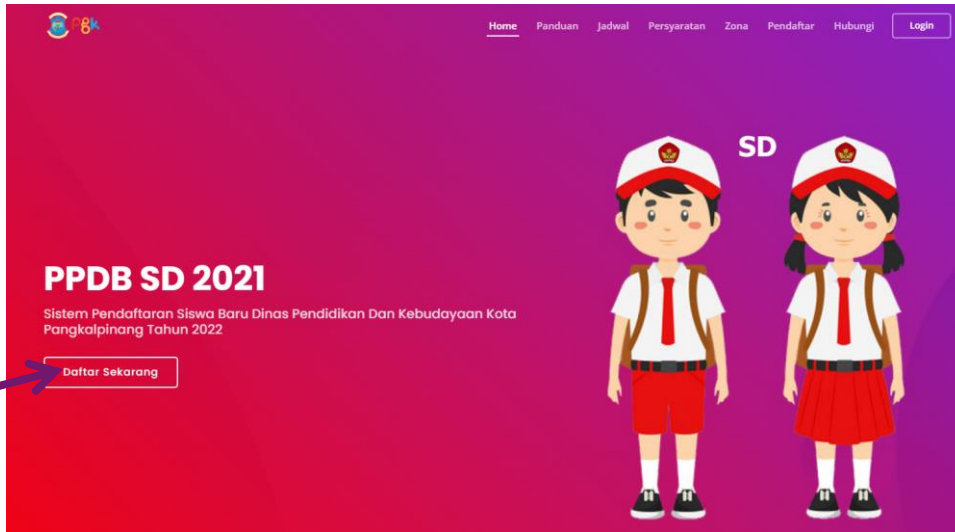 Pgk
Home Panduan Jadwal Persyaratan Zona Pendaftar Hubungi Login
SD
PPDB SD 2021
Sistem Pendaftaran Siswa Baru Dinas Pendidikan Dan Kebudayaan Kota
Pangkalpinang Tahun 2022
Daftar Sekarang